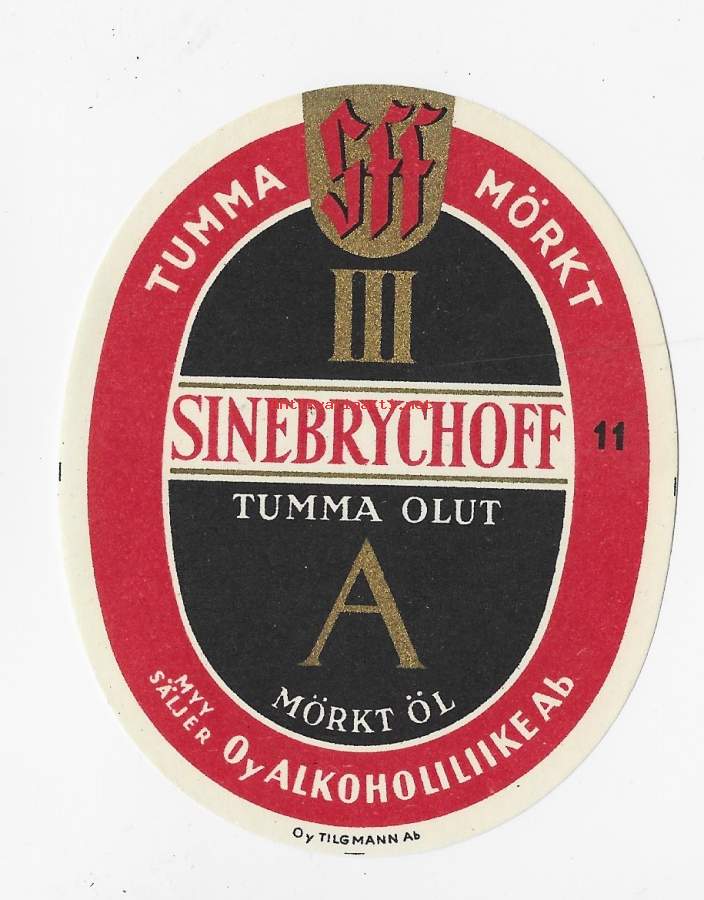 Sff
TUMMA MÖRKT
III
SINEBRYCHOFF
11
TUMMA OLUT
A
MÖRKT ÖL
MYY
SÄLJER
Oy ALKOHOLILIIKE Ab
Oy TILGMANN Ab